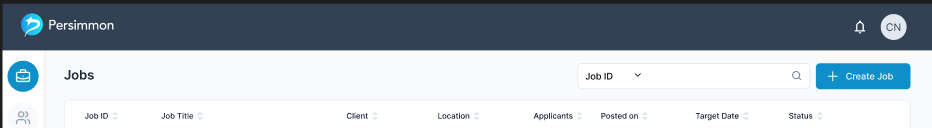 Persimmon
CN
Jobs
Job ID
Create Job
Job ID Job Title Client Location Applicants Posted on Target Date Status